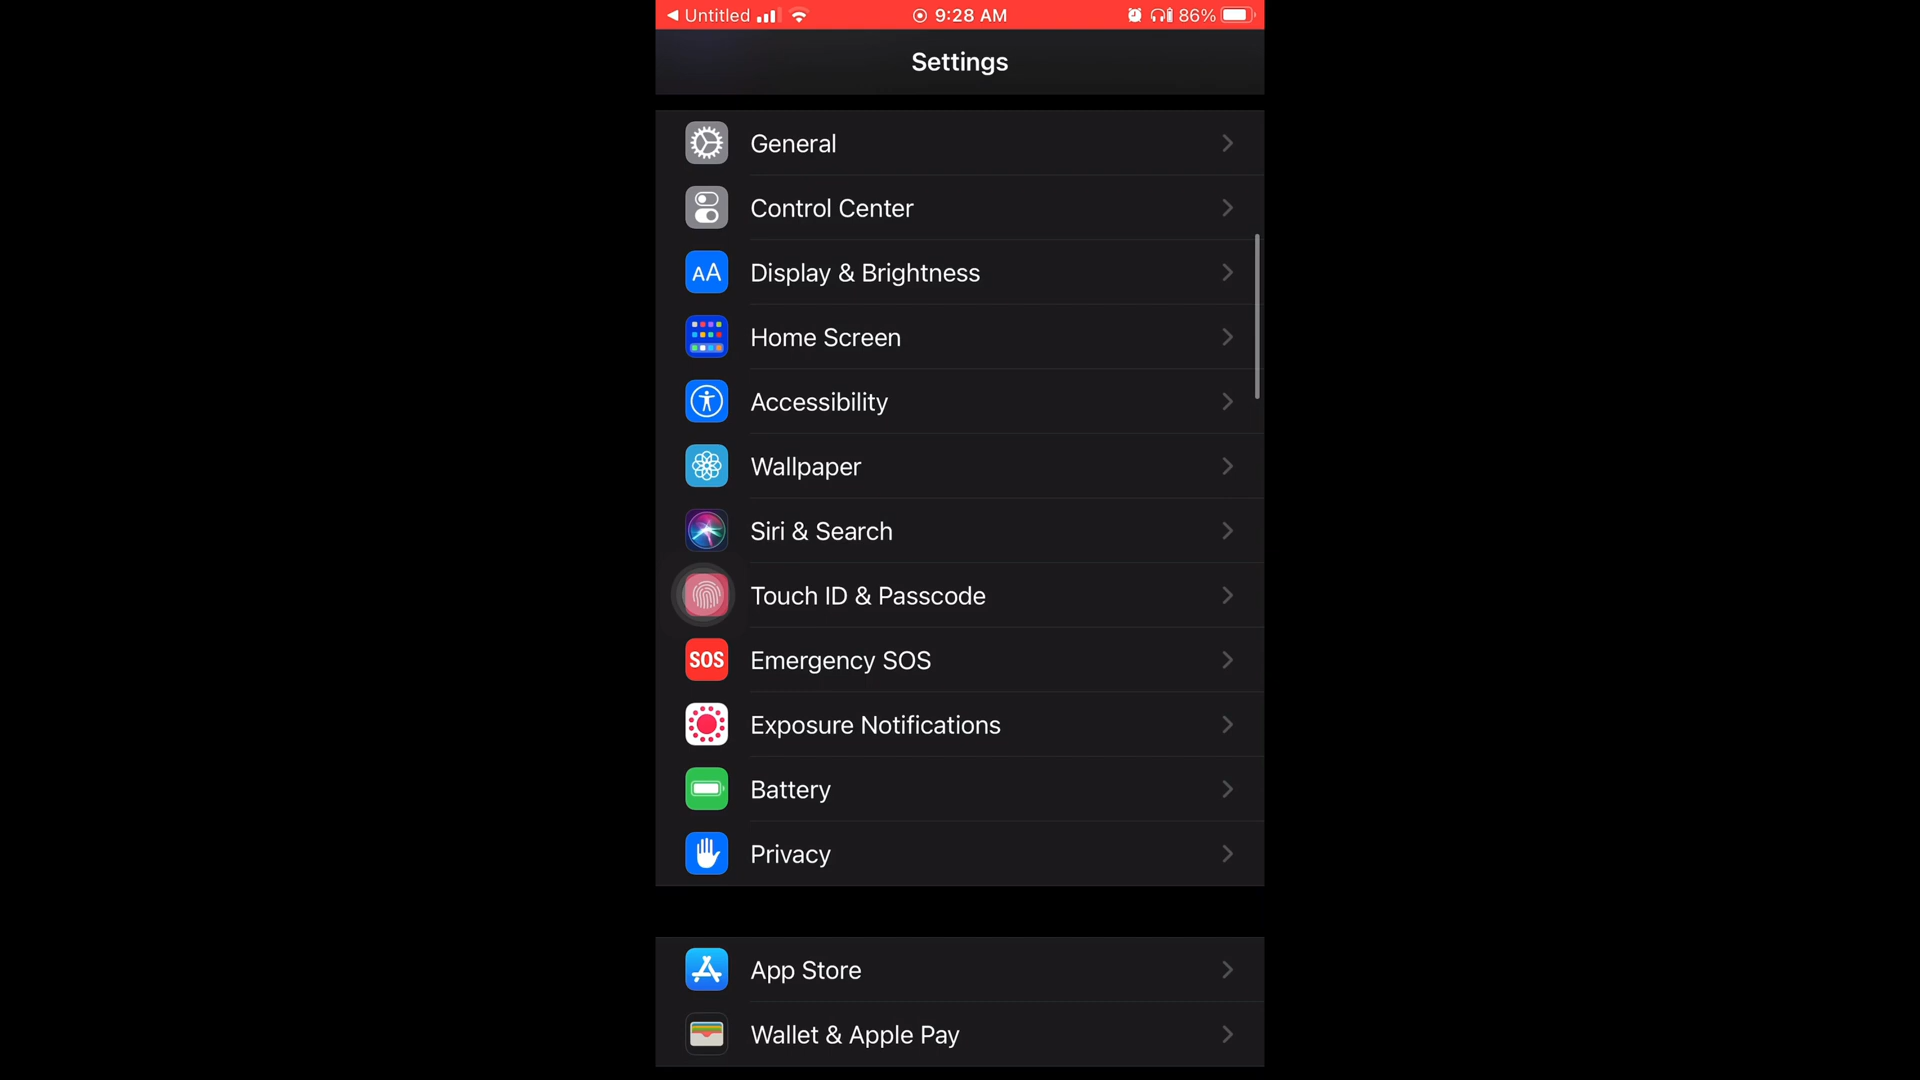 Untitled 9:28 AM 86%
Settings
General
Control Center
AA Display & Brightness
Home Screen
Accessibility
Wallpaper
Siri & Search
Touch ID & Passcode
SOS Emergency SOS
Exposure Notifications
Battery
Privacy
App Store
Wallet & Apple Pay